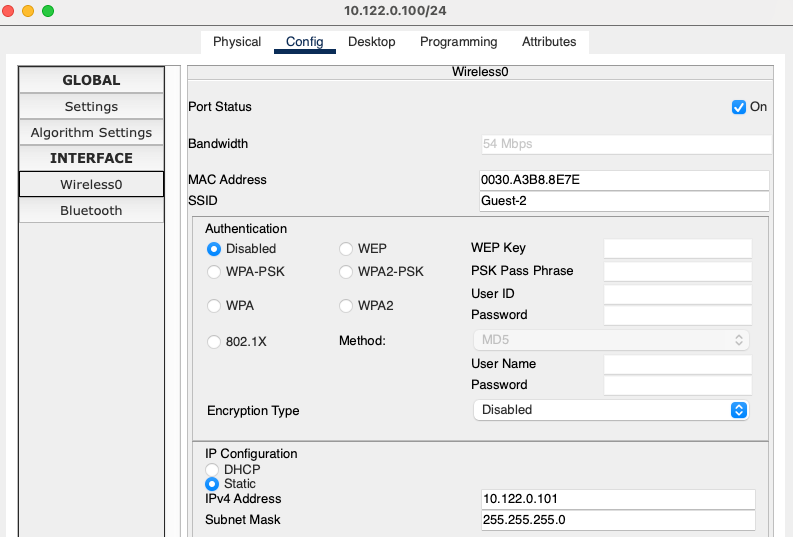 10.122.0.100/24
Physical Config Desktop Programming Attributes
GLOBAL
Settings
Algorithm Settings
INTERFACE
Wireless0
Bluetooth
Wireless0
Port Status On
Bandwidth 54 Mbps
MAC Address 0030.A3B8.8E7E
SSID Guest-2
Authentication
Disabled WEP WEP Key
WPA-PSK WPA2-PSK PSK Pass Phrase
User ID
WPA WPA2 Password
802.1X Method: MD5
User Name
Password
Encryption Type Disabled
IP Configuration
DHCP
Static
IPv4 Address 10.122.0.101
Subnet Mask 255.255.255.0